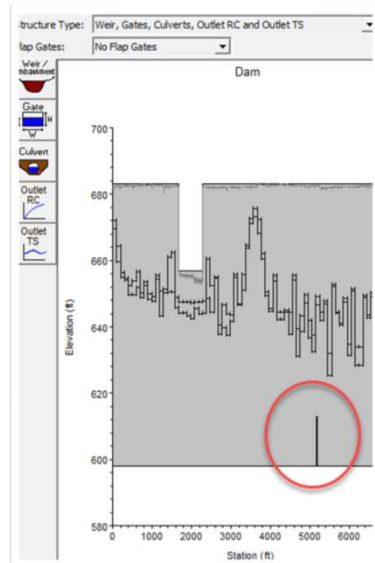 tructure Type: Weir, Gates, Culverts, Outlet RC and Outlet TS
lap Gates: No Flap Gates
Weir /
mbankment
Dam
Gate
H
W
Culvert
Outlet
RC
Outlet
TS
700
680
660
640
620
600
580
Elevation (ft)
0 1000 2000 3000 4000 5000 6000
Station (ft)